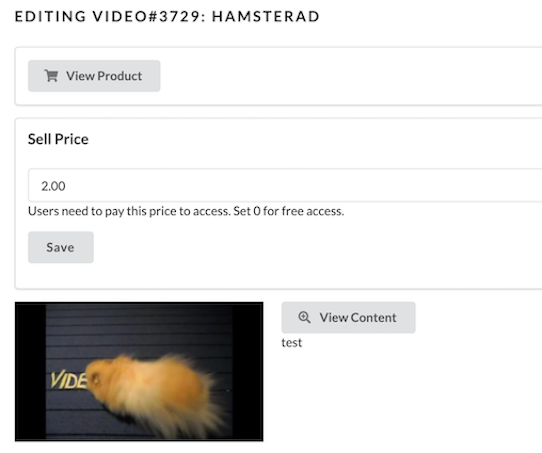 EDITING VIDEO#3729: HAMSTERAD
View Product
Sell Price
2.00
Users need to pay this price to access. Set 0 for free access.
Save
View Content
test
VIDE